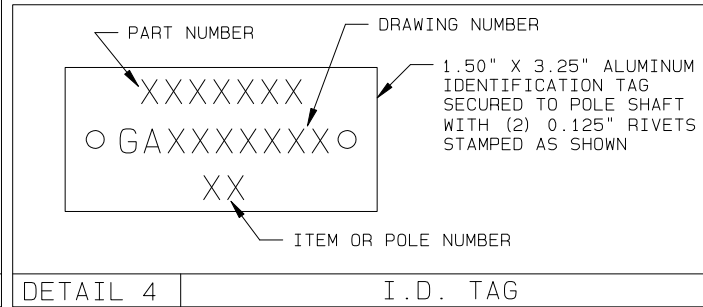 PART NUMBER
DRAWING NUMBER
XXXXXXX
GAXXXXXXX
XX
1.50" X 3.25" ALUMINUM
IDENTIFICATION TAG
SECURED TO POLE SHAFT
WITH (2) 0.125" RIVETS
STAMPED AS SHOWN
ITEM OR POLE NUMBER
DETAIL 4
I.D. TAG